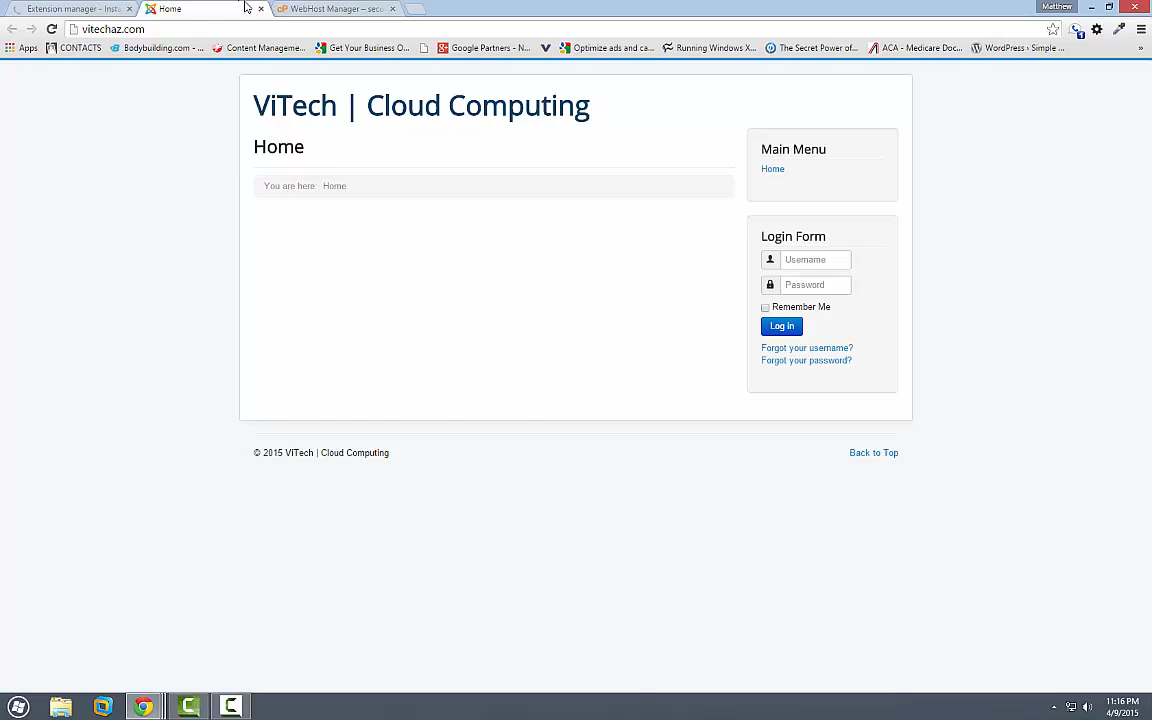 Extension manager - Insta
Home
WebHost Manager – secu
Matthew
vitechaz.com
Apps
CONTACTS
Bodybuilding.com - ...
Content Manageme...
Get Your Business O...
Google Partners - N...
Optimize ads and ca...
Running Windows X...
The Secret Power of...
ACA - Medicare Doc...
WordPress › Simple ...
»
ViTech | Cloud Computing
Home
You are here: Home
Main Menu
Home
Login Form
Username
Password
Remember Me
Log in
Forgot your username?
Forgot your password?
© 2015 ViTech | Cloud Computing
Back to Top
11:16 PM
4/9/2015